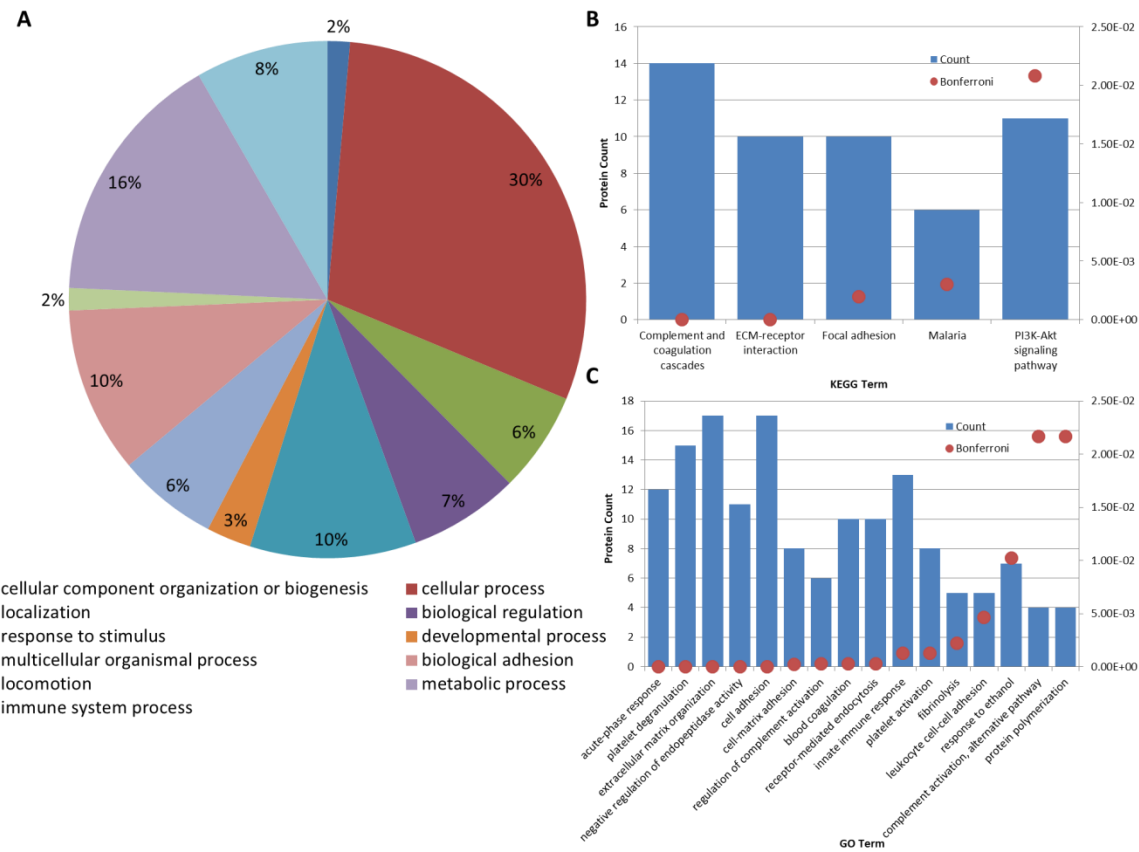 A
2%
30%
6%
7%
10%
3%
6%
10%
2%
16%
8%
cellular component organization or biogenesis
cellular process
localization
biological regulation
response to stimulus
developmental process
multicellular organismal process
biological adhesion
locomotion
metabolic process
immune system process
B
16
14
12
10
8
6
4
2
0
Protein Count
2.50E-02
2.00E-02
1.50E-02
1.00E-02
5.00E-03
0.00E+00
Count
Bonferroni
Complement and
coagulation
cascades
ECM-receptor
interaction
Focal adhesion
Malaria
PI3K-Akt
signaling
pathway
KEGG Term
C
18
16
14
12
10
8
6
4
2
0
Protein Count
2.50E-02
2.00E-02
1.50E-02
1.00E-02
5.00E-03
0.00E+00
Count
Bonferroni
acute-phase response
platelet degranulation
extracellular matrix organization
negative regulation of endopeptidase activity
cell adhesion
cell-matrix adhesion
regulation of complement activation
blood coagulation
receptor-mediated endocytosis
innate immune response
platelet activation
fibrinolysis
leukocyte cell-cell adhesion
response to ethanol
complement activation, alternative pathway
protein polymerization
GO Term